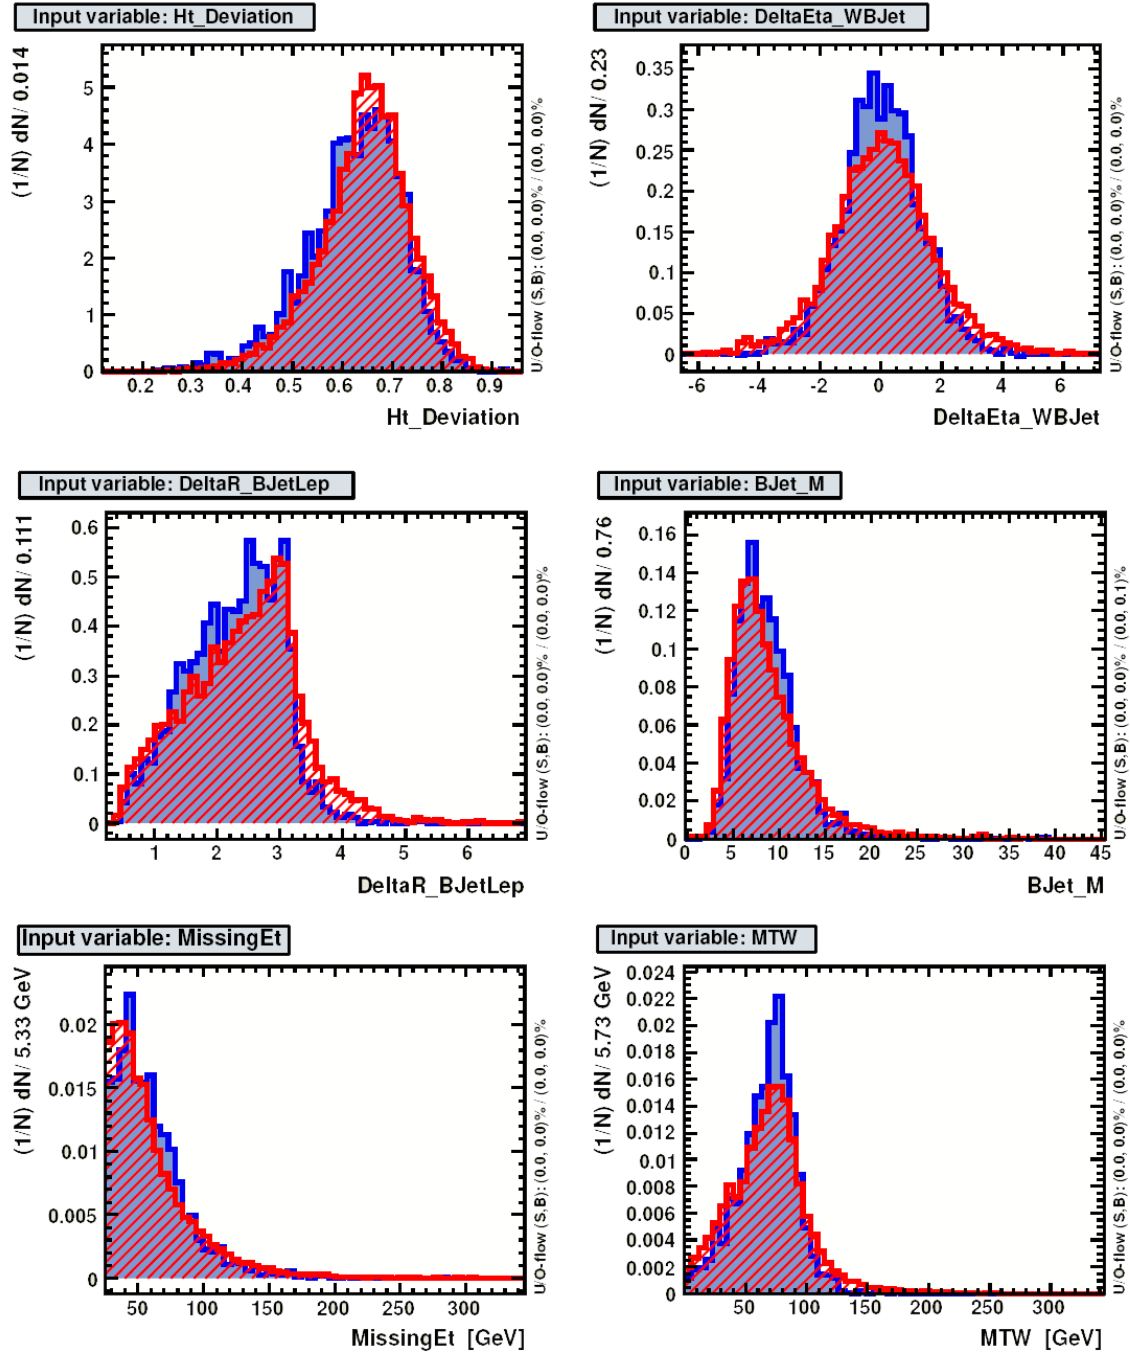 Input variable: Ht_Deviation
(1/N) dN/ 0.014
5
4
3
2
1
0
0.2 0.3 0.4 0.5 0.6 0.7 0.8 0.9
Ht_Deviation
U/O-flow (S,B): (0.0, 0.0)% / (0.0, 0.0)%
Input variable: DeltaEta_WBJet
(1/N) dN/ 0.23
0.35
0.3
0.25
0.2
0.15
0.1
0.05
0
-6 -4 -2 0 2 4 6
DeltaEta_WBJet
U/O-flow (S,B): (0.0, 0.0)% / (0.0, 0.0)%
Input variable: DeltaR_BJetLep
(1/N) dN/ 0.111
0.6
0.5
0.4
0.3
0.2
0.1
0
1 2 3 4 5 6
DeltaR_BJetLep
U/O-flow (S,B): (0.0, 0.0)% / (0.0, 0.0)%
Input variable: BJet_M
(1/N) dN/ 0.76
0.16
0.14
0.12
0.1
0.08
0.06
0.04
0.02
0
0 5 10 15 20 25 30 35 40 45
BJet_M
U/O-flow (S,B): (0.0, 0.0)% / (0.0, 0.1)%
Input variable: MissingEt
(1/N) dN/ 5.33 GeV
0.02
0.015
0.01
0.005
0
50 100 150 200 250 300
MissingEt [GeV]
U/O-flow (S,B): (0.0, 0.0)% / (0.0, 0.0)%
Input variable: MTW
(1/N) dN/ 5.73 GeV
0.024
0.022
0.02
0.018
0.016
0.014
0.012
0.01
0.008
0.006
0.004
0.002
0
50 100 150 200 250 300
MTW [GeV]
U/O-flow (S,B): (0.0, 0.0)% / (0.0, 0.0)%